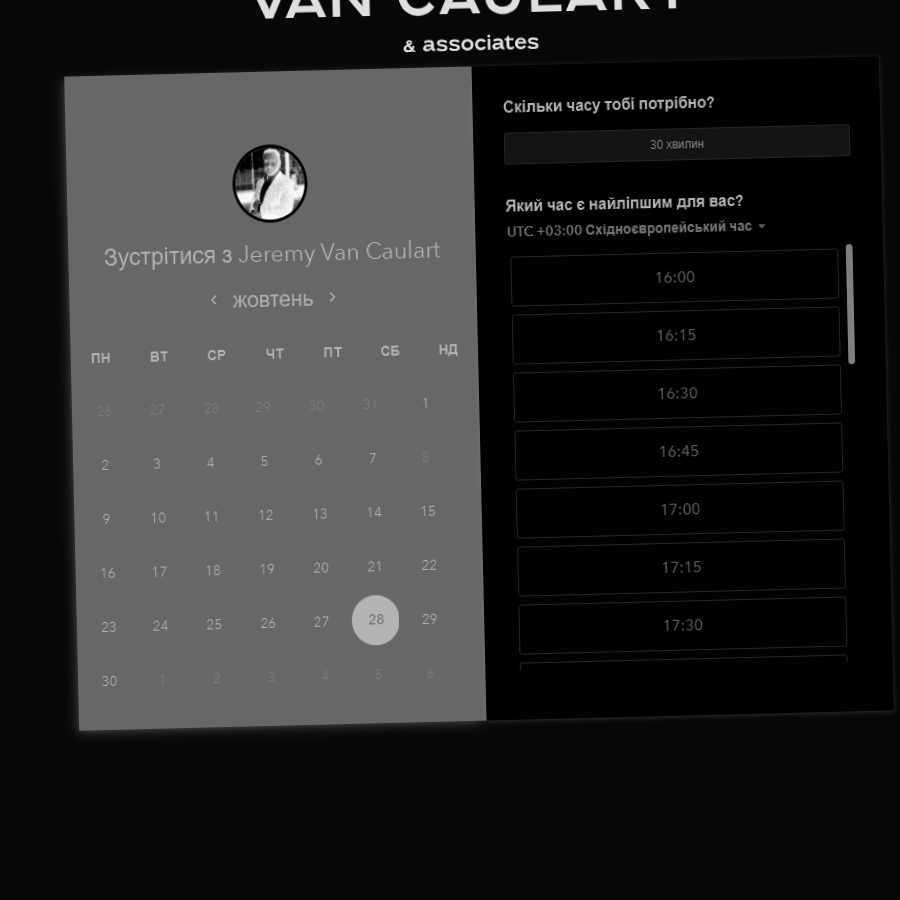 VAN CAULART
& associates
Зустрітися з Jeremy Van Caulart
жовтень
ПН ВТ СР ЧТ ПТ СБ НД
26 27 28 29 30 31 1
2 3 4 5 6 7 8
9 10 11 12 13 14 15
16 17 18 19 20 21 22
23 24 25 26 27 28 29
30 1 2 3 4 5 6
Скільки часу тобі потрібно?
30 хвилин
Який час є найліпшим для вас?
UTC +03:00 Східноєвропейський час
16:00
16:15
16:30
16:45
17:00
17:15
17:30